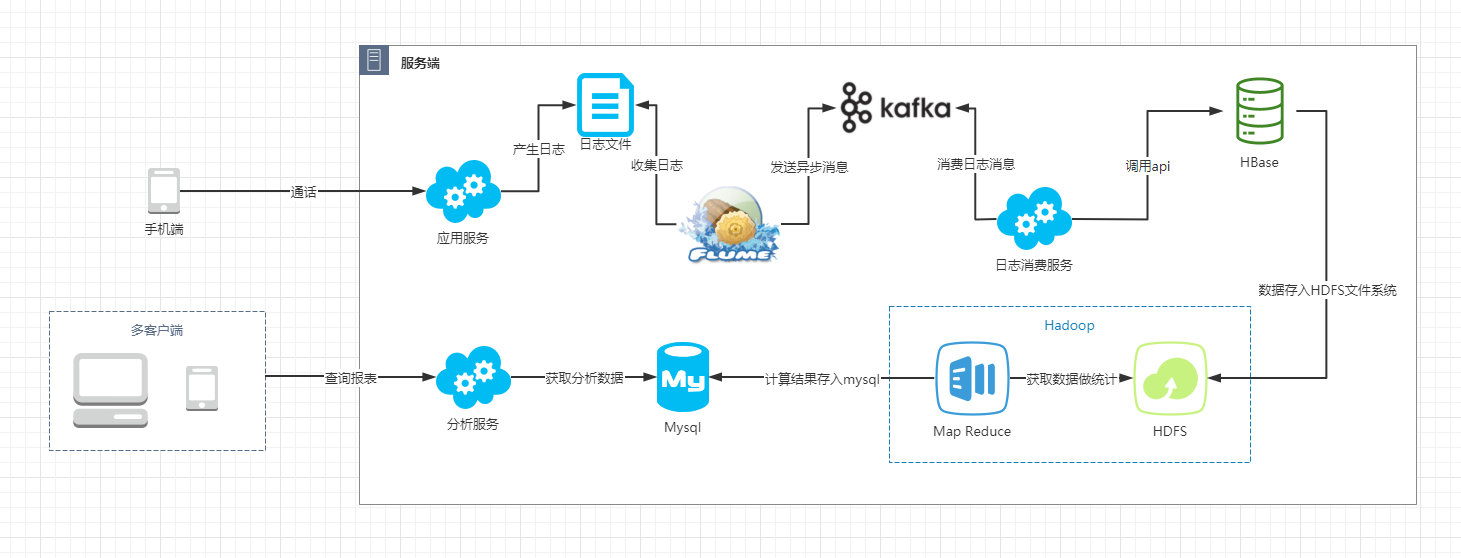 服务端
kafka
产生日志
日志文件
收集日志
发送异步消息
消费日志消息
调用api
HBase
通话
手机端
应用服务
FLUME
日志消费服务
数据存入HDFS文件系统
多客户端
Hadoop
查询报表
获取分析数据
My
计算结果存入mysql
获取数据做统计
分析服务
Mysql
Map Reduce
HDFS